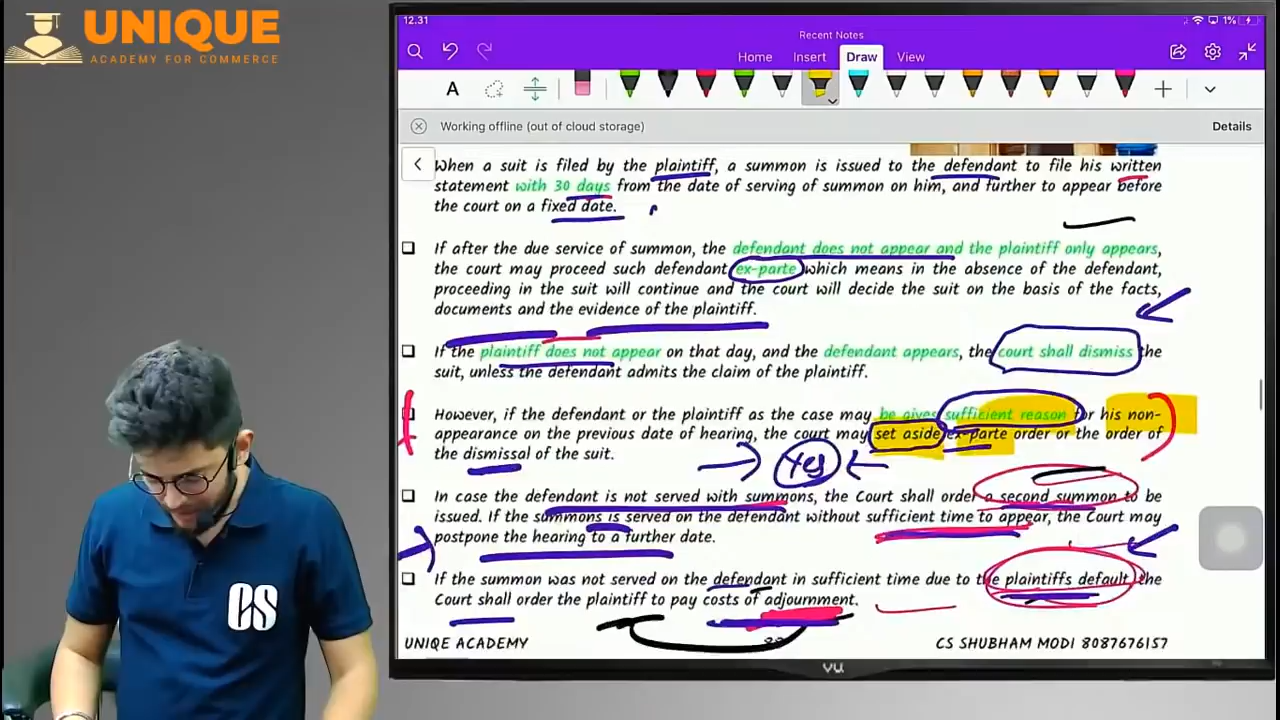 UNIQUE
ACADEMY FOR COMMERCE
12.31
1%
Recent Notes
Home Insert Draw View
A
Working offline (out of cloud storage)
Details
When a suit is filed by the plaintiff, a summon is issued to the defendant to file his written
statement with 30 days from the date of serving of summon on him, and further to appear before
the court on a fixed date.
If after the due service of summon, the defendant does not appear and the plaintiff only appears,
the court may proceed such defendant ex-parte which means in the absence of the defendant,
proceeding in the suit will continue and the court will decide the suit on the basis of the facts,
documents and the evidence of the plaintiff.
If the plaintiff does not appear on that day, and the defendant appears, the court shall dismiss the
suit, unless the defendant admits the claim of the plaintiff.
However, if the defendant or the plaintiff as the case may be gives sufficient reason for his non-
appearance on the previous date of hearing, the court may set aside ex-parte order or the order of
the dismissal of the suit.
Yes
In case the defendant is not served with summons, the Court shall order a second summon to be
issued. If the summons is served on the defendant without sufficient time to appear, the Court may
postpone the hearing to a further date.
If the summon was not served on the defendant in sufficient time due to the plaintiffs default the
Court shall order the plaintiff to pay costs of adjournment.
UNIQE ACADEMY
CS SHUBHAM MODI 8087676157
CS
VU